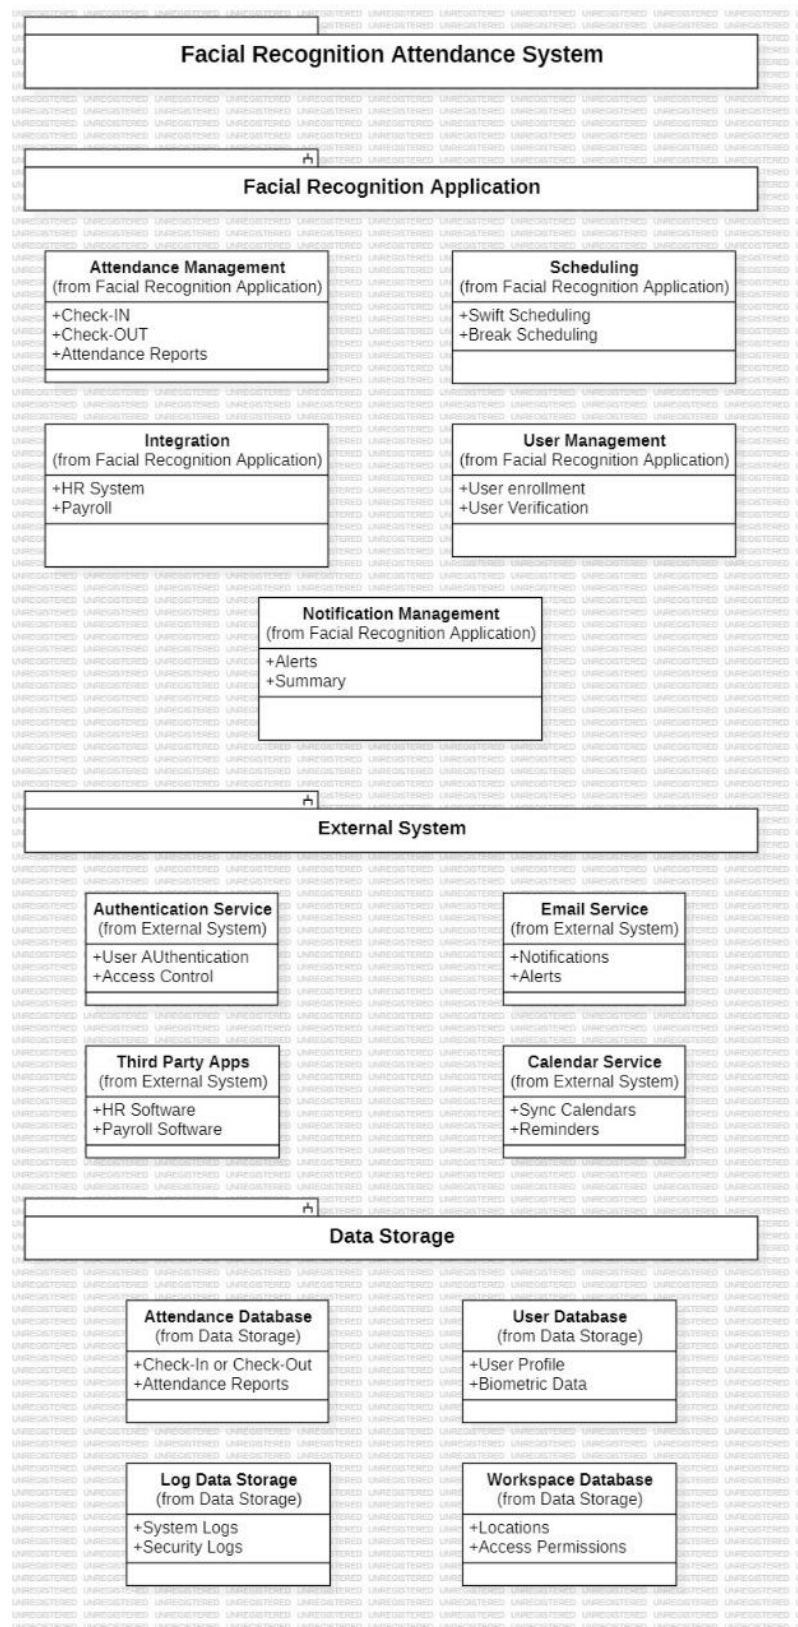 Facial Recognition Attendance System
Facial Recognition Application
Attendance Management
(from Facial Recognition Application)
+Check-IN
+Check-OUT
+Attendance Reports
Scheduling
(from Facial Recognition Application)
+Swift Scheduling
+Break Scheduling
Integration
(from Facial Recognition Application)
+HR System
+Payroll
User Management
(from Facial Recognition Application)
+User enrollment
+User Verification
Notification Management
(from Facial Recognition Application)
+Alerts
+Summary
External System
Authentication Service
(from External System)
+User AUthentication
+Access Control
Email Service
(from External System)
+Notifications
+Alerts
Third Party Apps
(from External System)
+HR Software
+Payroll Software
Calendar Service
(from External System)
+Sync Calendars
+Reminders
Data Storage
Attendance Database
(from Data Storage)
+Check-In or Check-Out
+Attendance Reports
User Database
(from Data Storage)
+User Profile
+Biometric Data
Log Data Storage
(from Data Storage)
+System Logs
+Security Logs
Workspace Database
(from Data Storage)
+Locations
+Access Permissions
UNREGISTERED